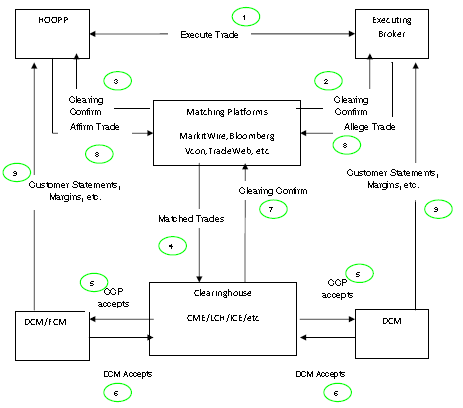 HOOPP
1
Execute Trade
Executing
Broker
3
2
Clearing
Confirm
Clearing
Confirm
Matching Platforms
MarkitWire, Bloomberg
Vcon, TradeWeb, etc
Affirm Trade
Allege Trade
8
8
9
Customer Statements,
Margins, etc.
Customer Statements,
Margins, etc.
9
Clearing Confirm
7
Matched Trades
4
5
CCP
accepts
5
CCP
accepts
Clearinghouse
CME/LCH/ICE/etc
DCM/FCM
DCM
DCM Accepts
6
DCM Accepts
6